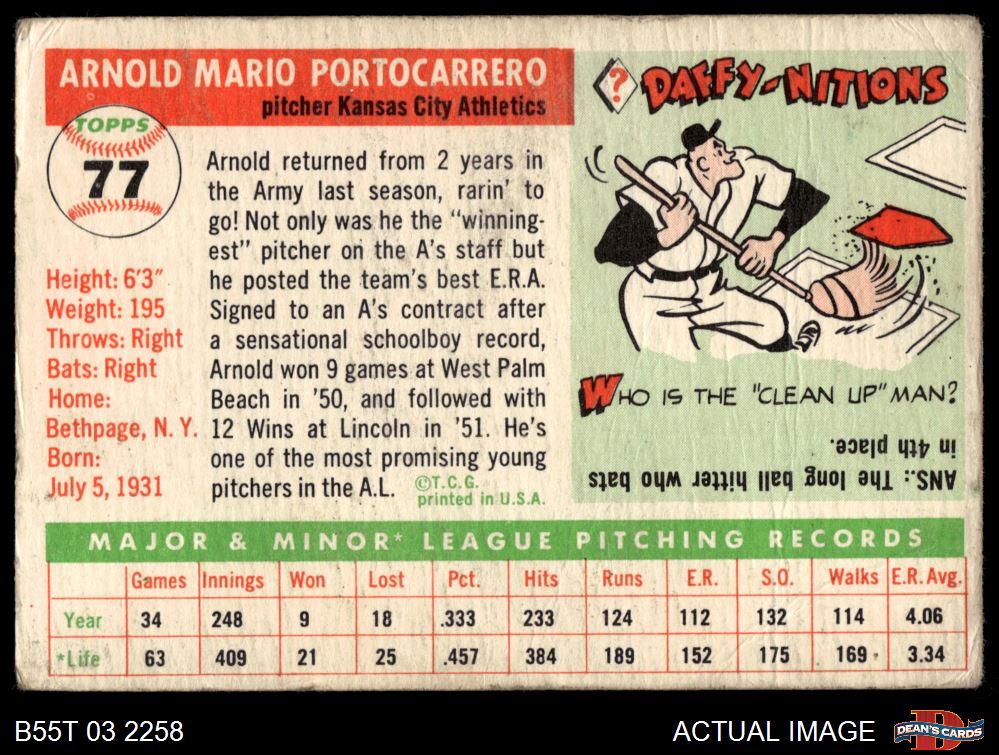 ARNOLD MARIO PORTOCARRERO
pitcher Kansas City Athletics
TOPPS
77
Height: 6'3"
Weight: 195
Throws: Right
Bats: Right
Home:
Bethpage, N. Y.
Born:
July 5, 1931
Arnold returned from 2 years in
the Army last season, rarin' to
go! Not only was he the "winning-
est" pitcher on the A's staff but
he posted the team's best E.R.A.
Signed to an A's contract after
a sensational schoolboy record,
Arnold won 9 games at West Palm
Beach in '50, and followed with
12 Wins at Lincoln in '51. He's
one of the most promising young
pitchers in the A.L.
©T.C.G.
printed in U.S.A.
?
DAFFY-NITIONS
WHO IS THE "CLEAN UP" MAN?
ANS.: The long ball hitter who bats
in 4th place.
MAJOR & MINOR* LEAGUE PITCHING RECORDS
Games Innings Won Lost Pct. Hits Runs E.R. S.O. Walks E.R. Avg.
Year 34 248 9 18 .333 233 124 112 132 114 4.06
*Life 63 409 21 25 .457 384 189 152 175 169 3.34
B55T 03 2258
ACTUAL IMAGE
DEAN'S CARDS